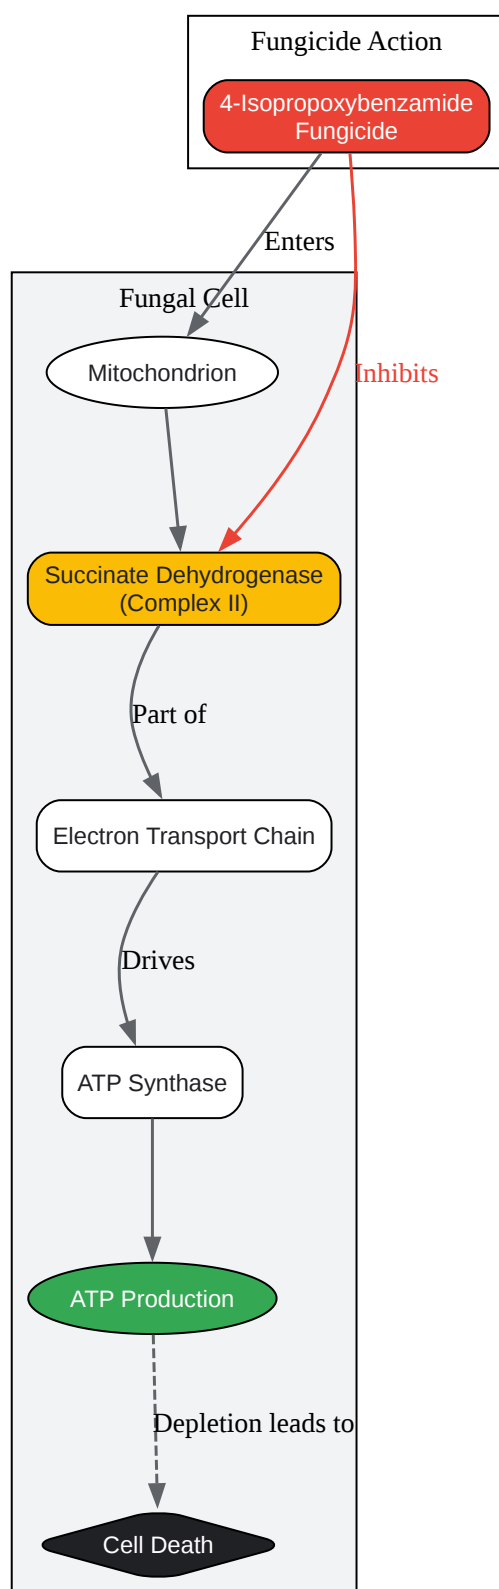 Fungicide Action
4-Isopropoxybenzamide
Fungicide
Enters
Fungal Cell
Mitochondrion
Inhibits
Succinate Dehydrogenase
(Complex II)
Part of
Electron Transport Chain
Drives
ATP Synthase
ATP Production
Depletion leads to
Cell Death